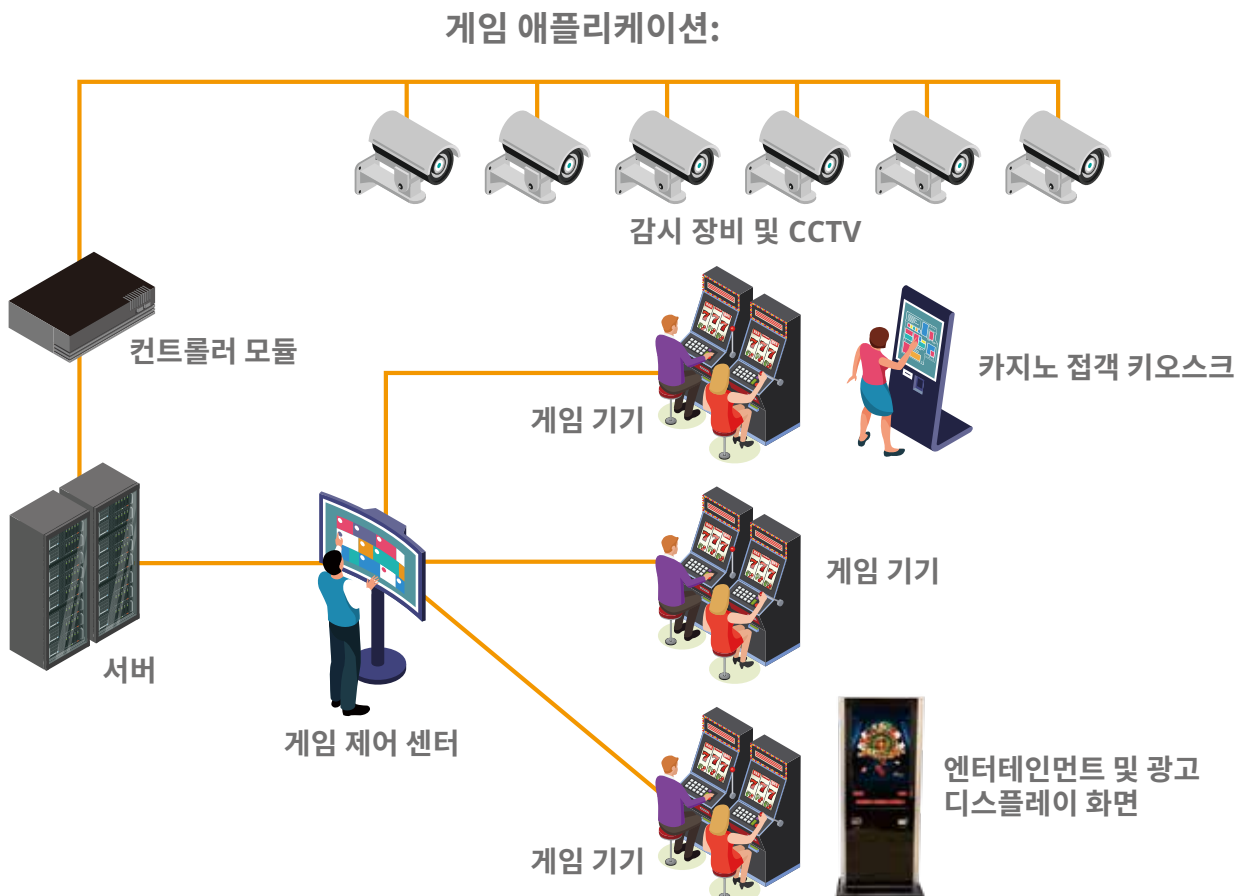 게임 애플리케이션:
감시 장비 및 CCTV
컨트롤러 모듈
카지노 접객 키오스크
게임 기기
게임 기기
서버
게임 제어 센터
엔터테인먼트 및 광고
디스플레이 화면
게임 기기